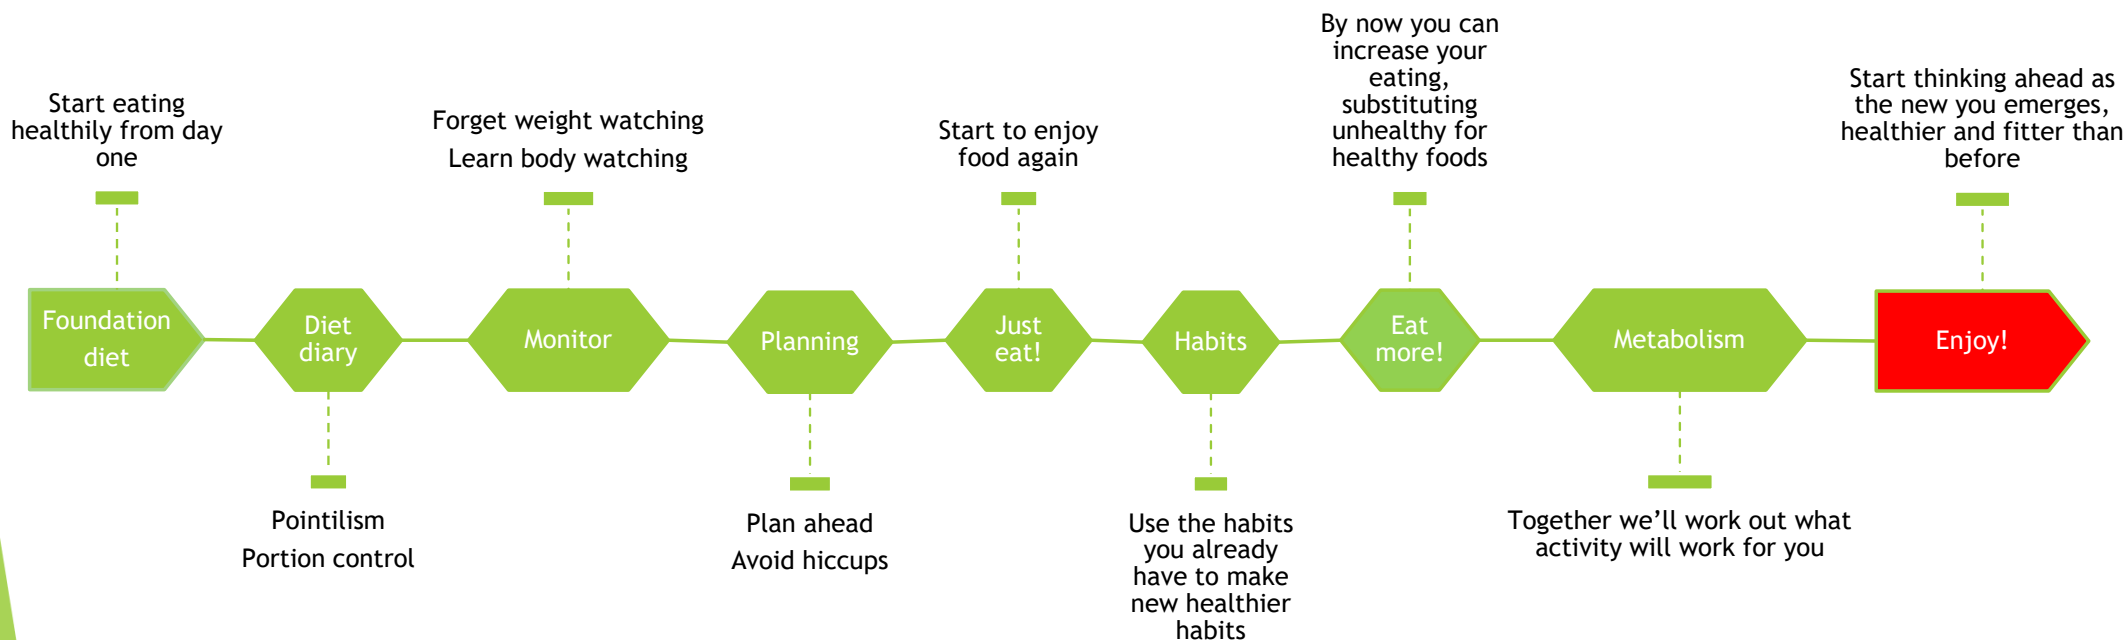 Start eating
healthily from day
one
Forget weight watching
Learn body watching
Start to enjoy
food again
By now you can
increase your
eating,
substituting
unhealthy for
healthy foods
Start thinking ahead as
the new you emerges,
healthier and fitter than
before
Foundation
diet
Diet
diary
Monitor
Planning
Just
eat!
Habits
Eat
more!
Metabolism
Enjoy!
Pointilism
Portion control
Plan ahead
Avoid hiccups
Use the habits
you already
have to make
new healthier
habits
Together we’ll work out what
activity will work for you